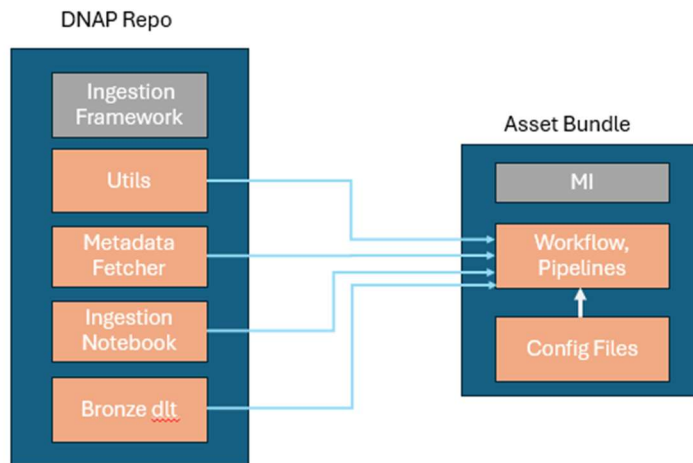 DNAP Repo
Ingestion
Framework
Utils
Metadata
Fetcher
Ingestion
Notebook
Bronze dlt
Asset Bundle
MI
Workflow,
Pipelines
Config Files